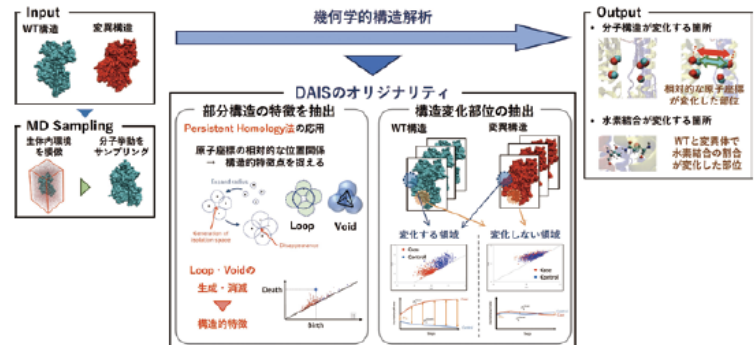 幾何学的構造解析
Input
WT構造
変異構造
MD Sampling
生体内環境
を模倣
分子挙動を
サンプリング
DAISのオリジナリティ
部分構造の特徴を抽出
Persistent Homology法の応用
原子座標の相対的な位置関係
→ 構造的特徴点を捉える
Loop
Void
Loop・Voidの
生成・消滅
構造的特徴
Death
Birth
構造変化部位の抽出
WT構造
変異構造
変化する領域
変化しない領域
Case
Control
Case
Control
Output
• 分子構造が変化する箇所
相対的な原子座標
が変化した部位
• 水素結合が変化する箇所
WTと変異体で
水素結合の割合
が変化した部位